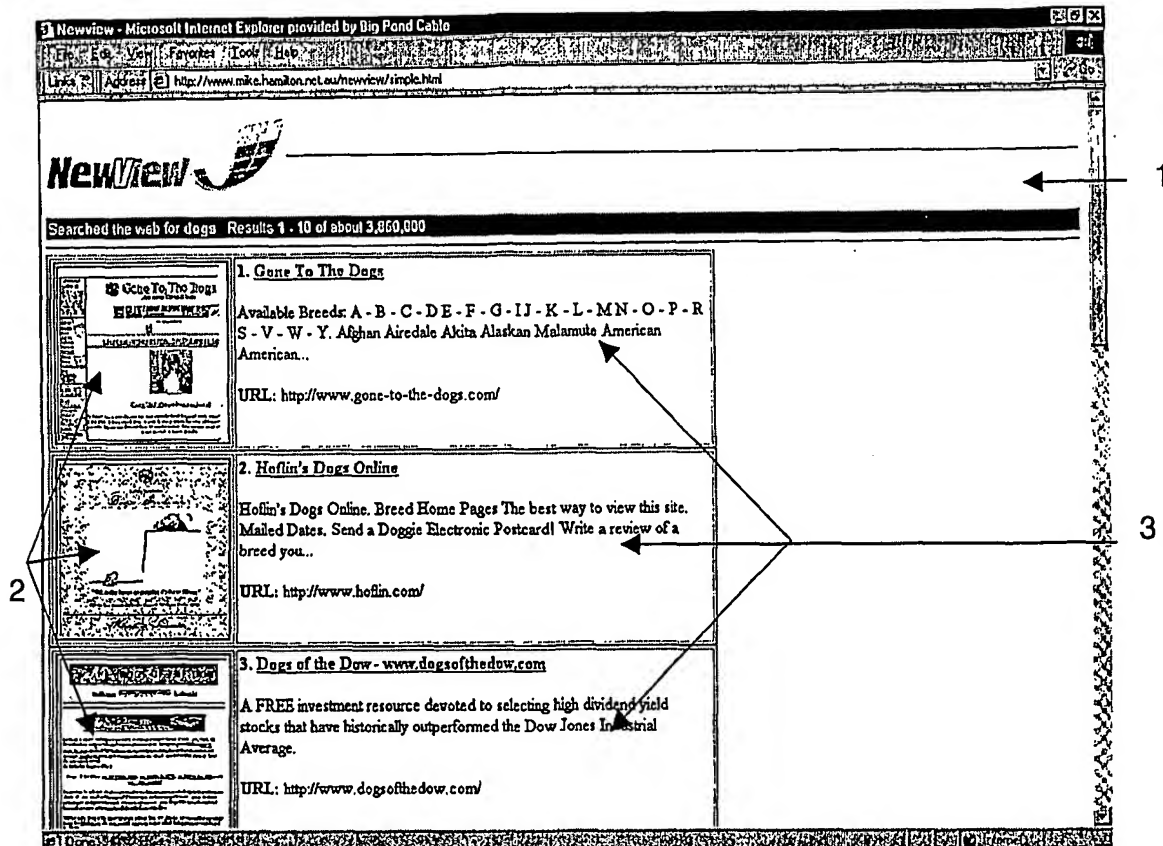 Newview - Microsoft Internet Explorer provided by Big Pond Cable
File Edit View Favorites Tools Help
Links Address http://www.mike.hamilton.net.au/newview/simple.html Go
NewView
1
Searched the web for dogs Results 1 - 10 of about 3,860,000
Gone To The Dogs
1. Gone To The Dogs
Available Breeds: A - B - C - D E - F - G - I J - K - L - M N - O - P - R
S - V - W - Y. Afghan Airedale Akita Alaskan Malamute American
American...
URL: http://www.gone-to-the-dogs.com/
2. Hoflin's Dogs Online
Hoflin's Dogs Online. Breed Home Pages The best way to view this site.
Mailed Dates. Send a Doggie Electronic Postcard! Write a review of a
breed you...
URL: http://www.hoflin.com/
3
2
3. Dogs of the Dow - www.dogsofthedow.com
A FREE investment resource devoted to selecting high dividend yield
stocks that have historically outperformed the Dow Jones Industrial
Average.
URL: http://www.dogsofthedow.com/
Done
Internet